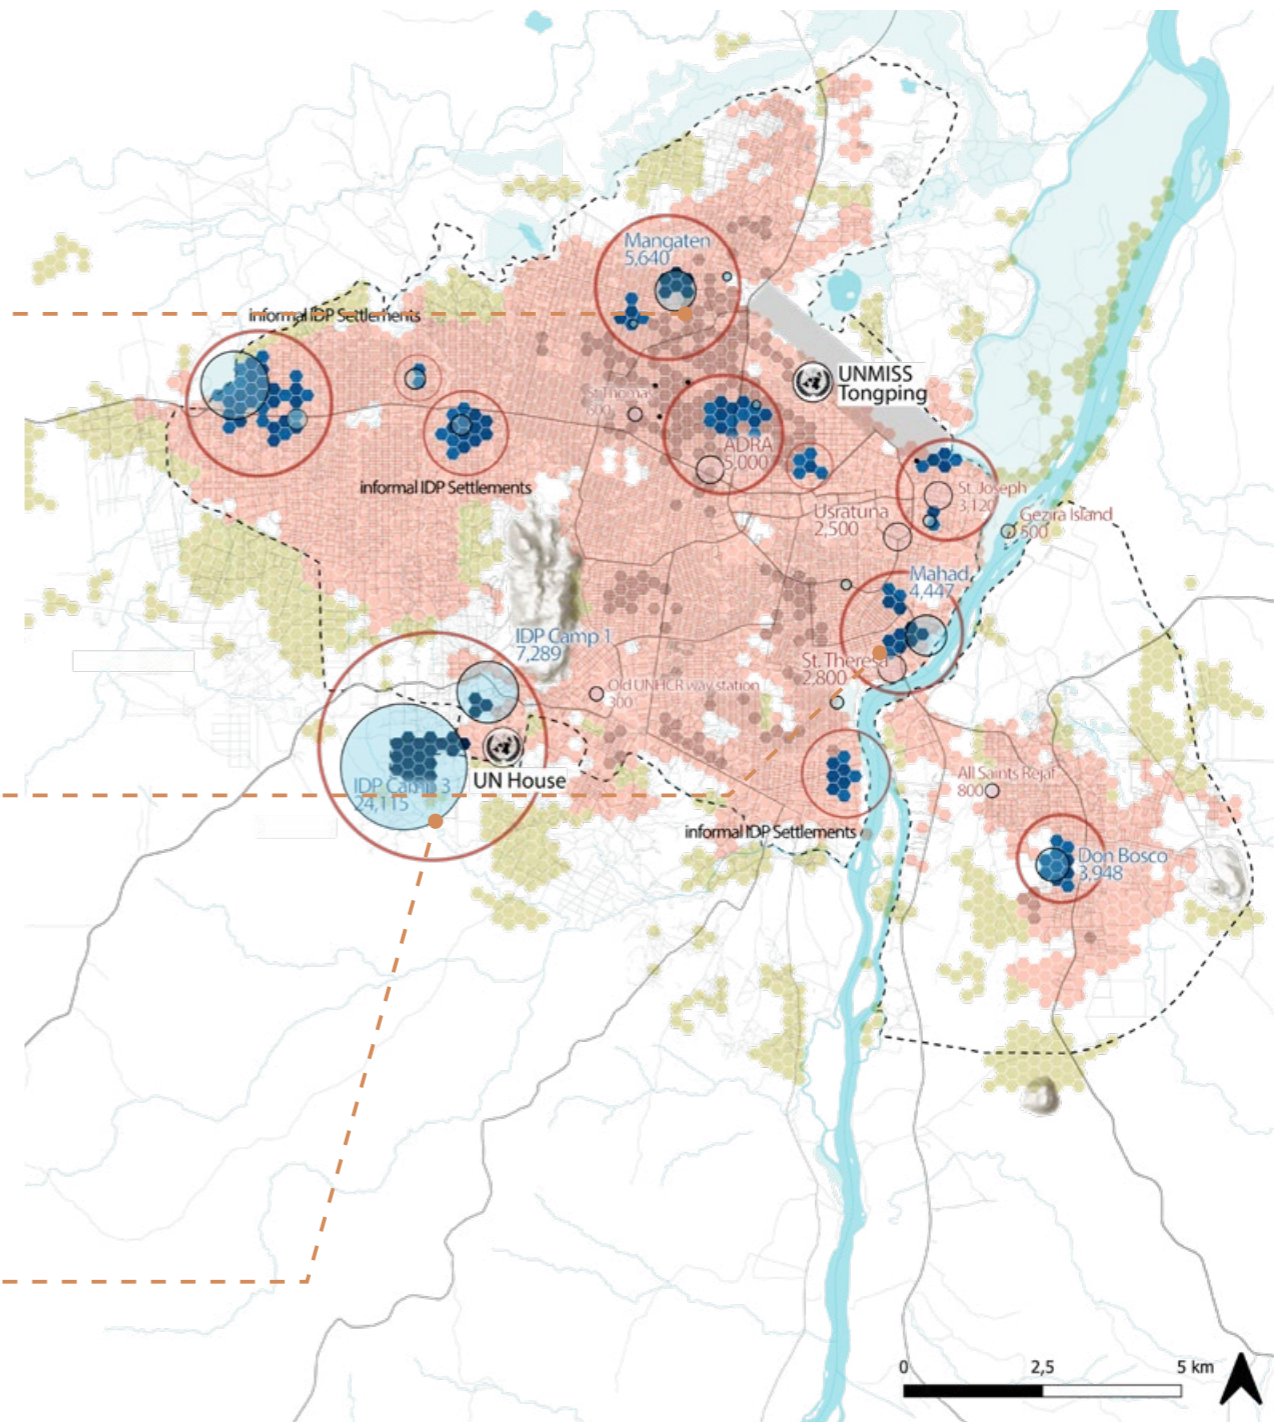 Mangaten
5,640
informal IDP Settlements
UNMISS
Tongping
St. Thoma
600
ADRA
5,000
informal IDP Settlements
St. Joseph
3,120
Usratuna
2,500
Gezira Island
500
Mahad
4,447
IDP Camp 1
7,289
St. Theresa
2,800
Old UNHCR way station
300
UN House
IDP Camp 3
24,115
All Saints Rejaf
800
informal IDP Settlements
Don Bosco
3,948
0 2,5 5 km